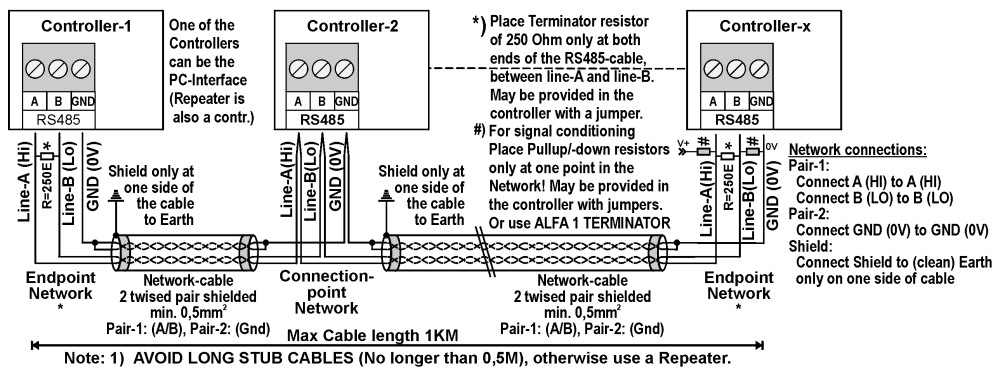 Controller-1
One of the
Controllers
can be the
PC-Interface
(Repeater is
also a contr.)
A B GND
RS485
Controller-2
A B GND
RS485
*) Place Terminator resistor
of 250 Ohm only at both
ends of the RS485-cable,
between line-A and line-B.
May be provided in the
controller with a jumper.
#) For signal conditioning
Place Pullup/-down resistors
only at one point in the
Network! May be provided in
the controller with jumpers.
Or use ALFA 1 TERMINATOR
Controller-x
A B GND
RS485
Line-A (Hi)
R=250E
*
Line-B (Lo)
GND (0V)
Shield only at
one side of
the cable
to Earth
Line-A(Hi)
Line-B(Lo)
GND (0V)
Shield only at
one side of
the cable
to Earth
V+
#
*
#
0V
Line-A(Hi)
R=250E
Line-B(Lo)
GND (0V)
Network connections:
Pair-1:
Connect A (HI) to A (HI)
Connect B (LO) to B (LO)
Pair-2:
Connect GND (0V) to GND (0V)
Shield:
Connect Shield to (clean) Earth
only on one side of cable
Endpoint
Network
*
Network-cable
2 twised pair shielded
min. 0,5mm²
Pair-1: (A/B), Pair-2: (Gnd)
Connection-
point
Network
Network-cable
2 twised pair shielded
min. 0,5mm²
Pair-1: (A/B), Pair-2: (Gnd)
Endpoint
Network
*
Max Cable length 1KM
Note: 1) AVOID LONG STUB CABLES (No longer than 0,5M), otherwise use a Repeater.